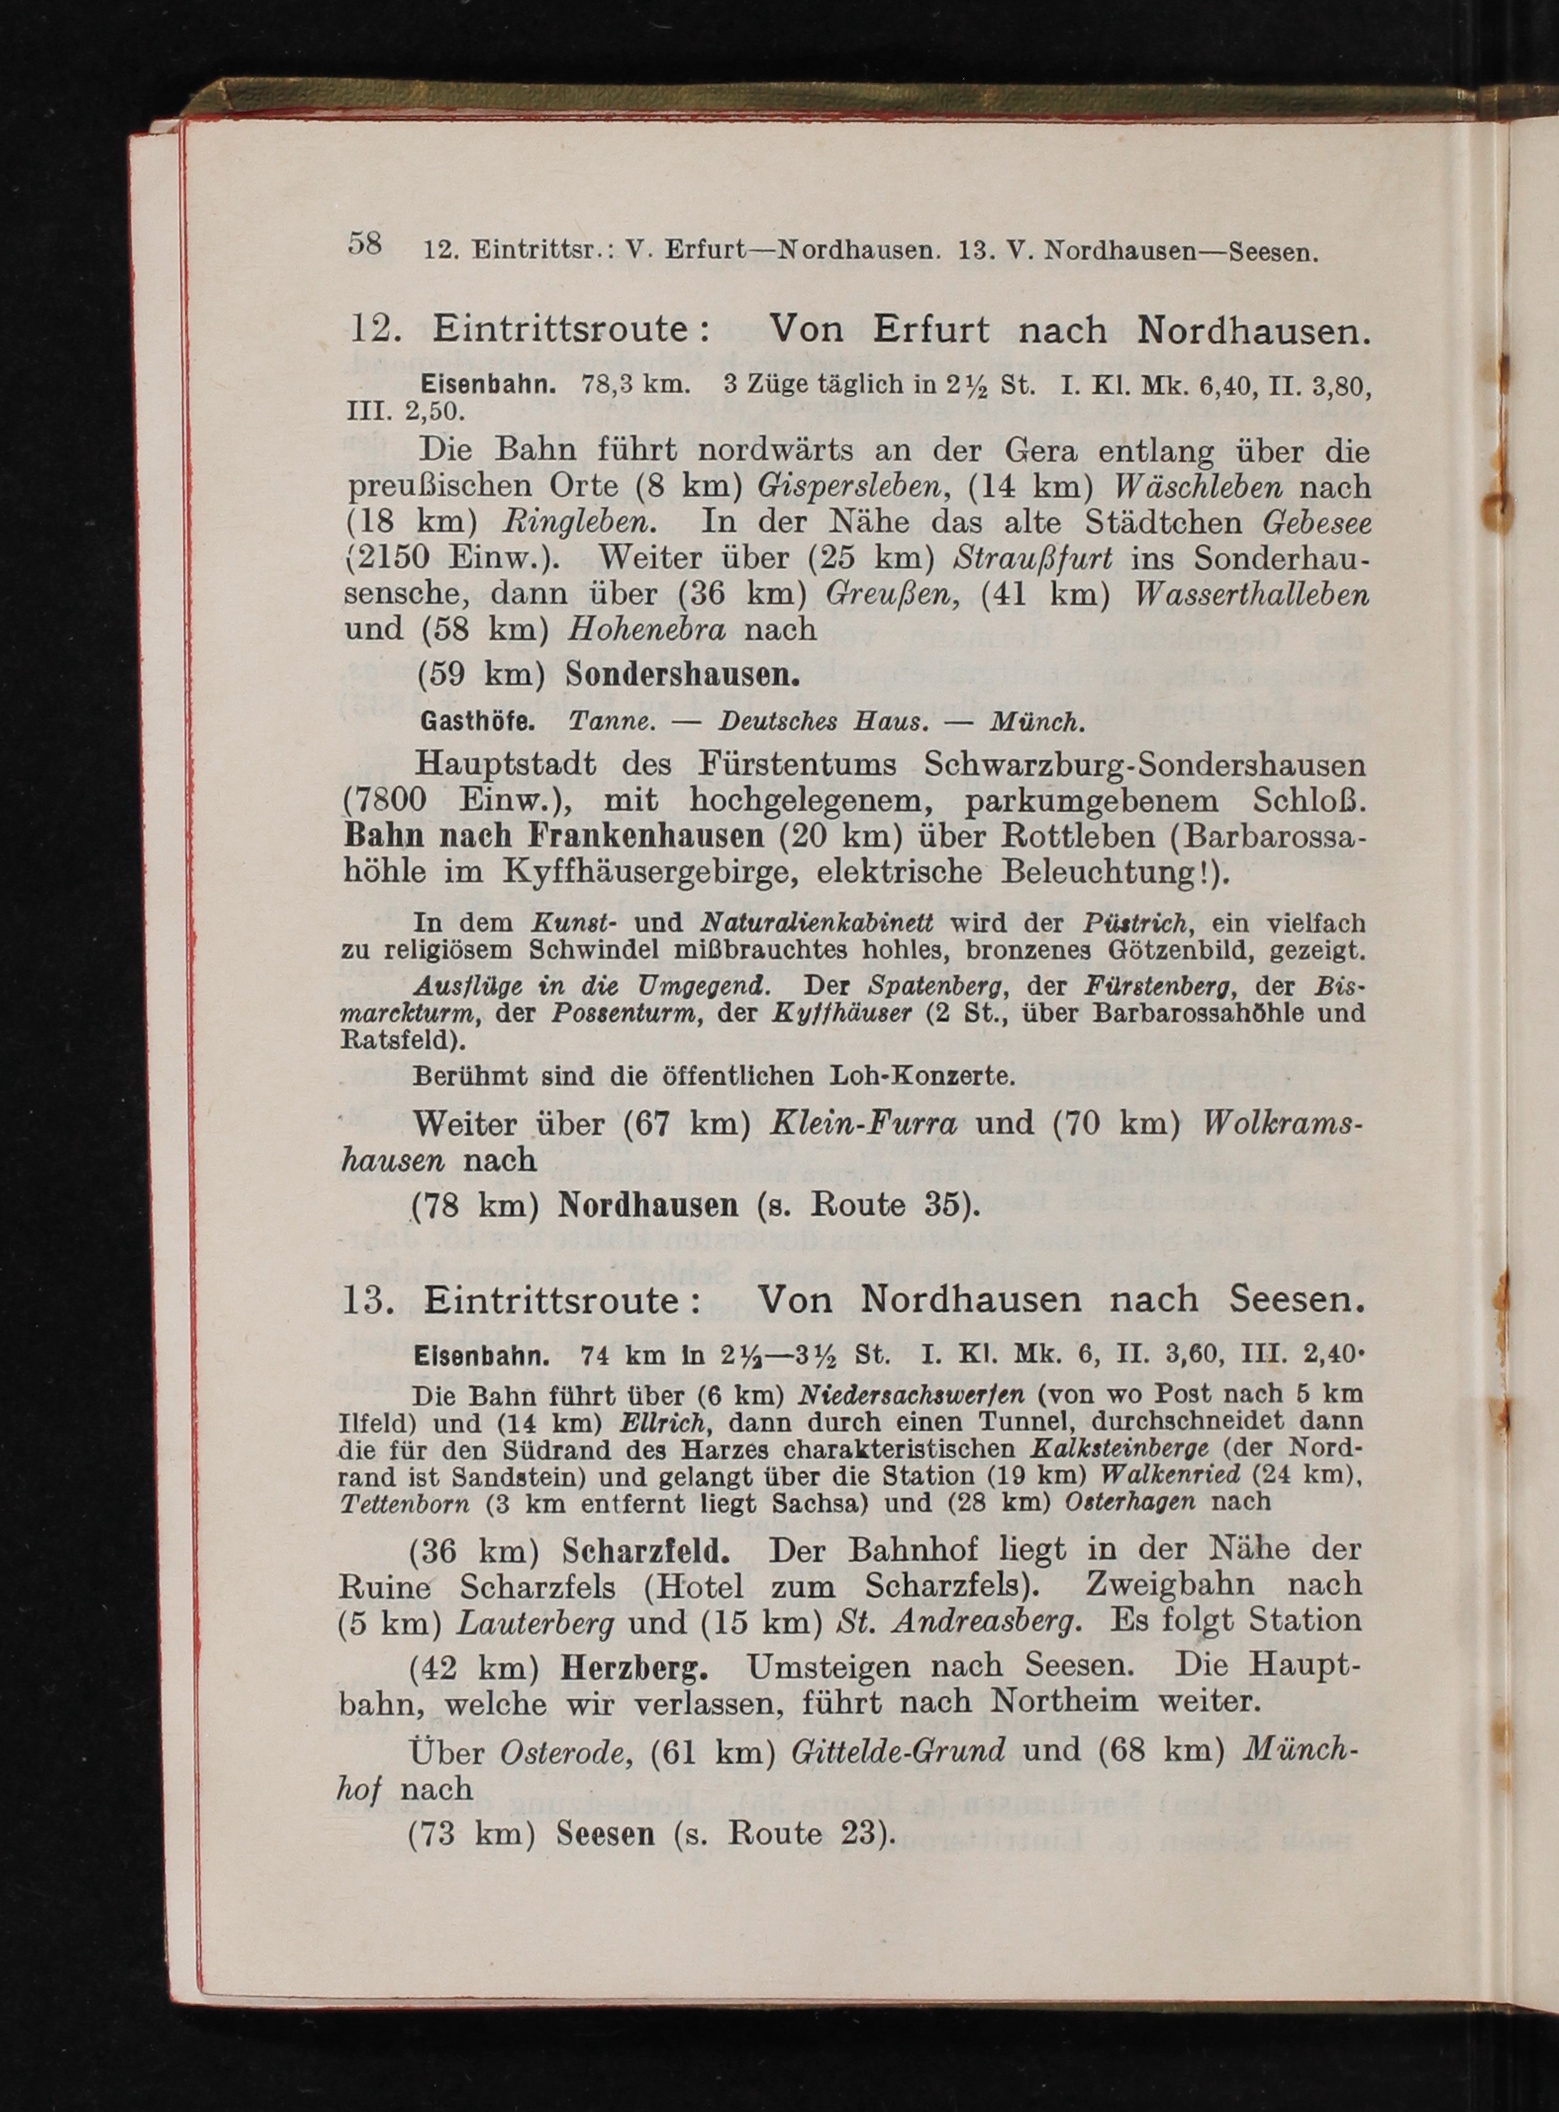 58 12. Eintrittsr.: V. Erfurt—Nordhausen. 13. V. Nordhausen—Seesen.
12. Eintrittsroute: Von Erfurt nach Nordhausen.
Eisenbahn. 78,3 km. 3 Züge täglich in 2½ St. I. Kl. Mk. 6,40, II. 3,80,
III. 2,50.
Die Bahn führt nordwärts an der Gera entlang über die
preußischen Orte (8 km) Gispersleben, (14 km) Wäschleben nach
(18 km) Ringleben. In der Nähe das alte Städtchen Gebesee
(2150 Einw.). Weiter über (25 km) Straußfurt ins Sonderhau-
sensche, dann über (36 km) Greußen, (41 km) Wasserthalleben
und (58 km) Hohenebra nach
(59 km) Sondershausen.
Gasthöfe. Tanne. — Deutsches Haus. — Münch.
Hauptstadt des Fürstentums Schwarzburg-Sondershausen
(7800 Einw.), mit hochgelegenem, parkumgebenem Schloß.
Bahn nach Frankenhausen (20 km) über Rottleben (Barbarossa-
höhle im Kyffhäusergebirge, elektrische Beleuchtung!).
In dem Kunst- und Naturalienkabinett wird der Püstrich, ein vielfach
zu religiösem Schwindel mißbrauchtes hohles, bronzenes Götzenbild, gezeigt.
Ausflüge in die Umgegend. Der Spatenberg, der Fürstenberg, der Bis-
marckturm, der Possenturm, der Kyffhäuser (2 St., über Barbarossahöhle und
Ratsfeld).
Berühmt sind die öffentlichen Loh-Konzerte.
Weiter über (67 km) Klein-Furra und (70 km) Wolkrams-
hausen nach
(78 km) Nordhausen (s. Route 35).
13. Eintrittsroute: Von Nordhausen nach Seesen.
Eisenbahn. 74 km in 2½—3½ St. I. Kl. Mk. 6, II. 3,60, III. 2,40.
Die Bahn führt über (6 km) Niedersachswerfen (von wo Post nach 5 km
Ilfeld) und (14 km) Ellrich, dann durch einen Tunnel, durchschneidet dann
die für den Südrand des Harzes charakteristischen Kalksteinberge (der Nord-
rand ist Sandstein) und gelangt über die Station (19 km) Walkenried (24 km),
Tettenborn (3 km entfernt liegt Sachsa) und (28 km) Osterhagen nach
(36 km) Scharzfeld. Der Bahnhof liegt in der Nähe der
Ruine Scharzfels (Hotel zum Scharzfels). Zweigbahn nach
(5 km) Lauterberg und (15 km) St. Andreasberg. Es folgt Station
(42 km) Herzberg. Umsteigen nach Seesen. Die Haupt-
bahn, welche wir verlassen, führt nach Northeim weiter.
Über Osterode, (61 km) Gittelde-Grund und (68 km) Münch-
hof nach
(73 km) Seesen (s. Route 23).